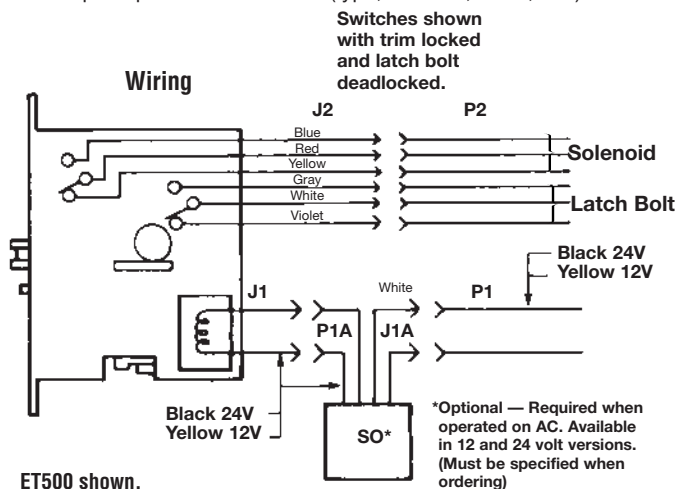 Switches shown
with trim locked
and latch bolt
deadlocked.
Wiring
J2
P2
Blue
Red
Yellow
Gray
White
Violet
Solenoid
Latch Bolt
Black 24V
Yellow 12V
J1
White
P1
P1A
J1A
Black 24V
Yellow 12V
SO*
*Optional — Required when
operated on AC. Available
in 12 and 24 volt versions.
(Must be specified when
ordering)
ET500 shown.